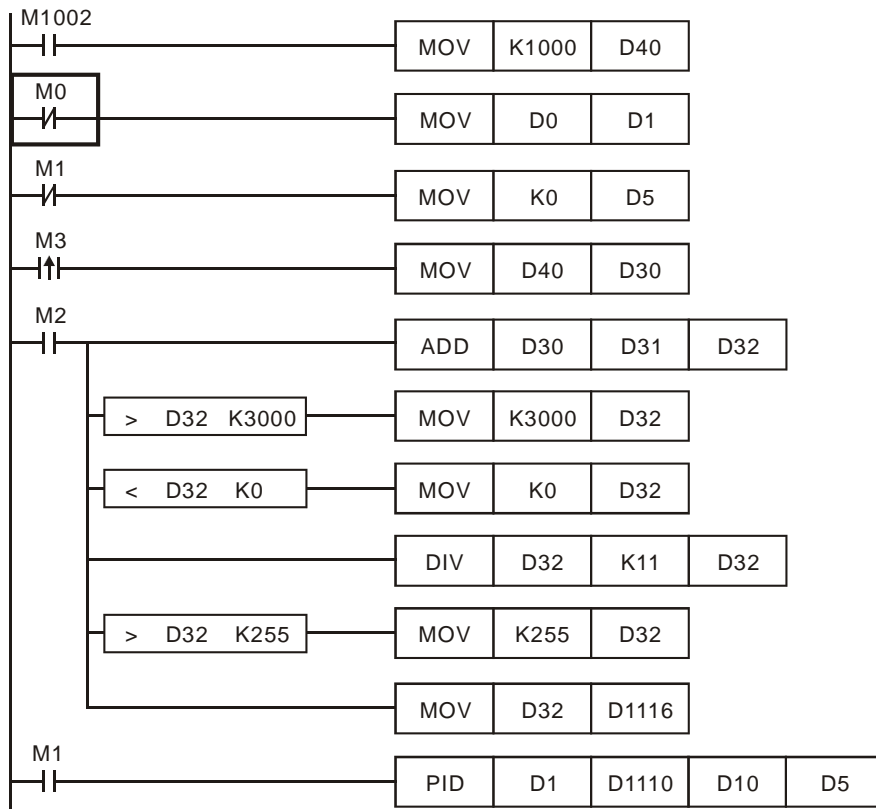 M1002
MOV K1000 D40
M0
MOV D0 D1
M1
MOV K0 D5
M3
MOV D40 D30
M2
ADD D30 D31 D32
> D32 K3000 MOV K3000 D32
< D32 K0 MOV K0 D32
DIV D32 K11 D32
> D32 K255 MOV K255 D32
MOV D32 D1116
M1
PID D1 D1110 D10 D5